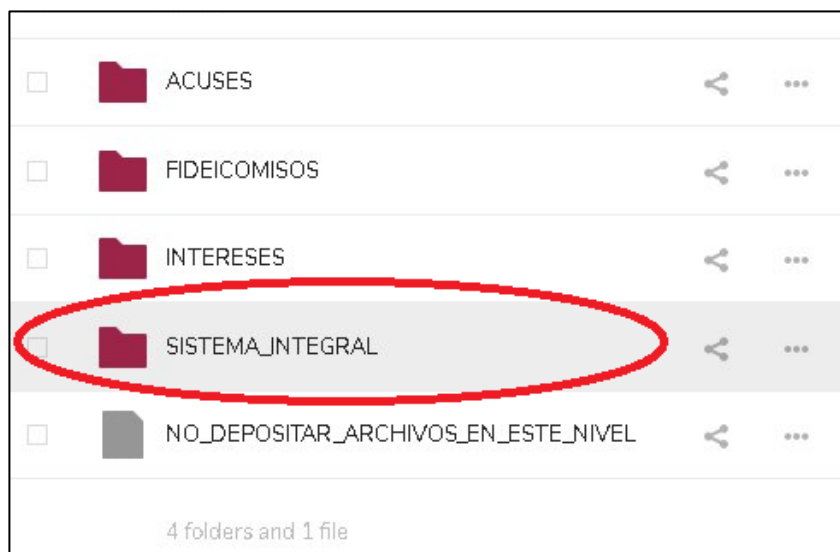 ACUSES
FIDEICOMISOS
INTERESES
SISTEMA_INTEGRAL
NO_DEPOSITAR_ARCHIVOS_EN_ESTE_NIVEL
4 folders and 1 file